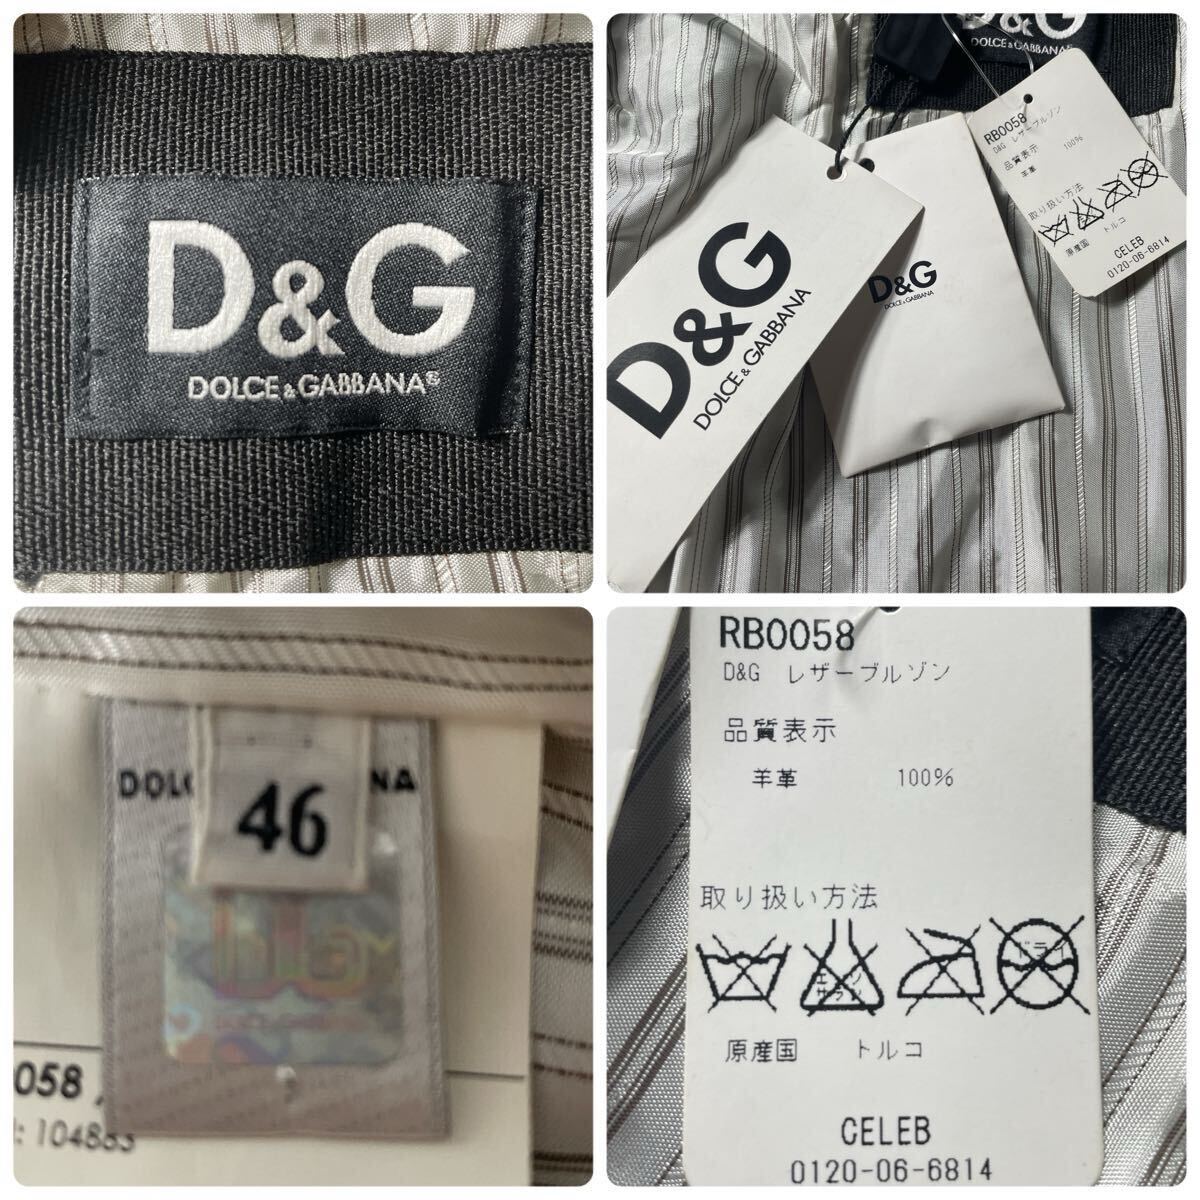 D&G
DOLCE&GABBANA®
D&G
DOLCE&GABBANA®
D&G
DOLCE&GABBANA
D&G
DOLCE&GABBANA
RB0058
D&G レザーブルゾン
品質表示
羊革 100%
取り扱い方法
原産国 トルコ
CELEB
0120-06-6814
46
D&G
058
RB0058
D&G レザーブルゾン
品質表示
羊革 100%
取り扱い方法
原産国 トルコ
CELEB
0120-06-6814